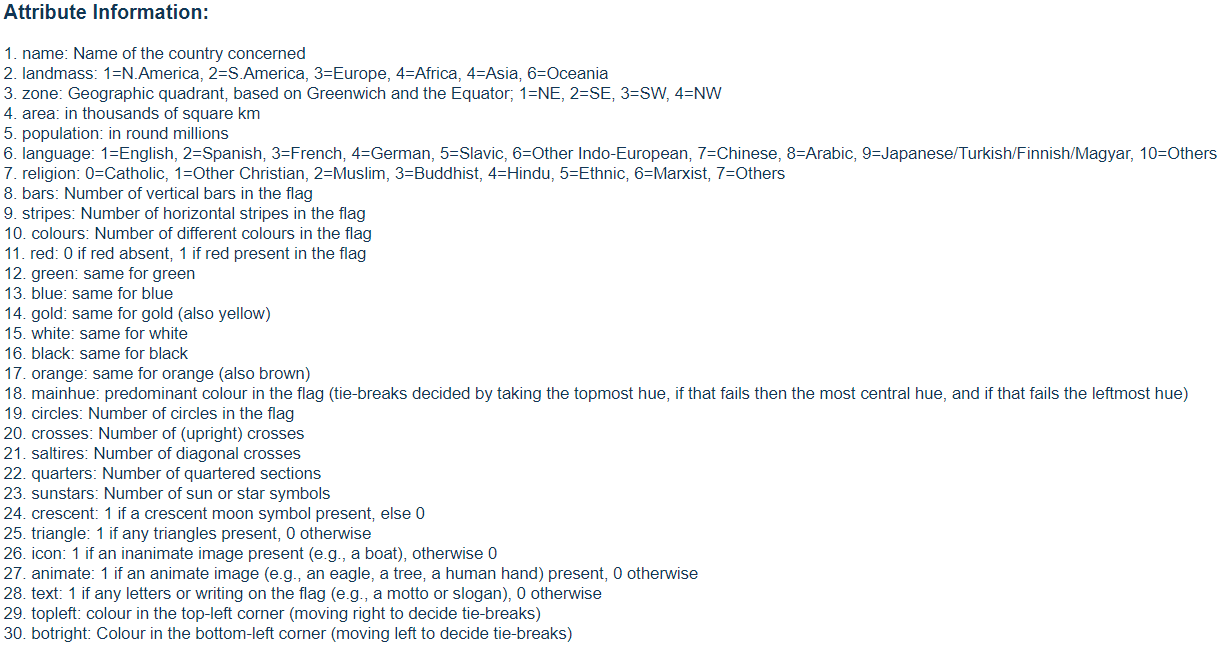 Attribute Information:
1. name: Name of the country concerned
2. landmass: 1=N.America, 2=S.America, 3=Europe, 4=Africa, 4=Asia, 6=Oceania
3. zone: Geographic quadrant, based on Greenwich and the Equator; 1=NE, 2=SE, 3=SW, 4=NW
4. area: in thousands of square km
5. population: in round millions
6. language: 1=English, 2=Spanish, 3=French, 4=German, 5=Slavic, 6=Other Indo-European, 7=Chinese, 8=Arabic, 9=Japanese/Turkish/Finnish/Magyar, 10=Others
7. religion: 0=Catholic, 1=Other Christian, 2=Muslim, 3=Buddhist, 4=Hindu, 5=Ethnic, 6=Marxist, 7=Others
8. bars: Number of vertical bars in the flag
9. stripes: Number of horizontal stripes in the flag
10. colours: Number of different colours in the flag
11. red: 0 if red absent, 1 if red present in the flag
12. green: same for green
13. blue: same for blue
14. gold: same for gold (also yellow)
15. white: same for white
16. black: same for black
17. orange: same for orange (also brown)
18. mainhue: predominant colour in the flag (tie-breaks decided by taking the topmost hue, if that fails then the most central hue, and if that fails the leftmost hue)
19. circles: Number of circles in the flag
20. crosses: Number of (upright) crosses
21. saltires: Number of diagonal crosses
22. quarters: Number of quartered sections
23. sunstars: Number of sun or star symbols
24. crescent: 1 if a crescent moon symbol present, else 0
25. triangle: 1 if any triangles present, 0 otherwise
26. icon: 1 if an inanimate image present (e.g., a boat), otherwise 0
27. animate: 1 if an animate image (e.g., an eagle, a tree, a human hand) present, 0 otherwise
28. text: 1 if any letters or writing on the flag (e.g., a motto or slogan), 0 otherwise
29. topleft: colour in the top-left corner (moving right to decide tie-breaks)
30. botright: Colour in the bottom-left corner (moving left to decide tie-breaks)